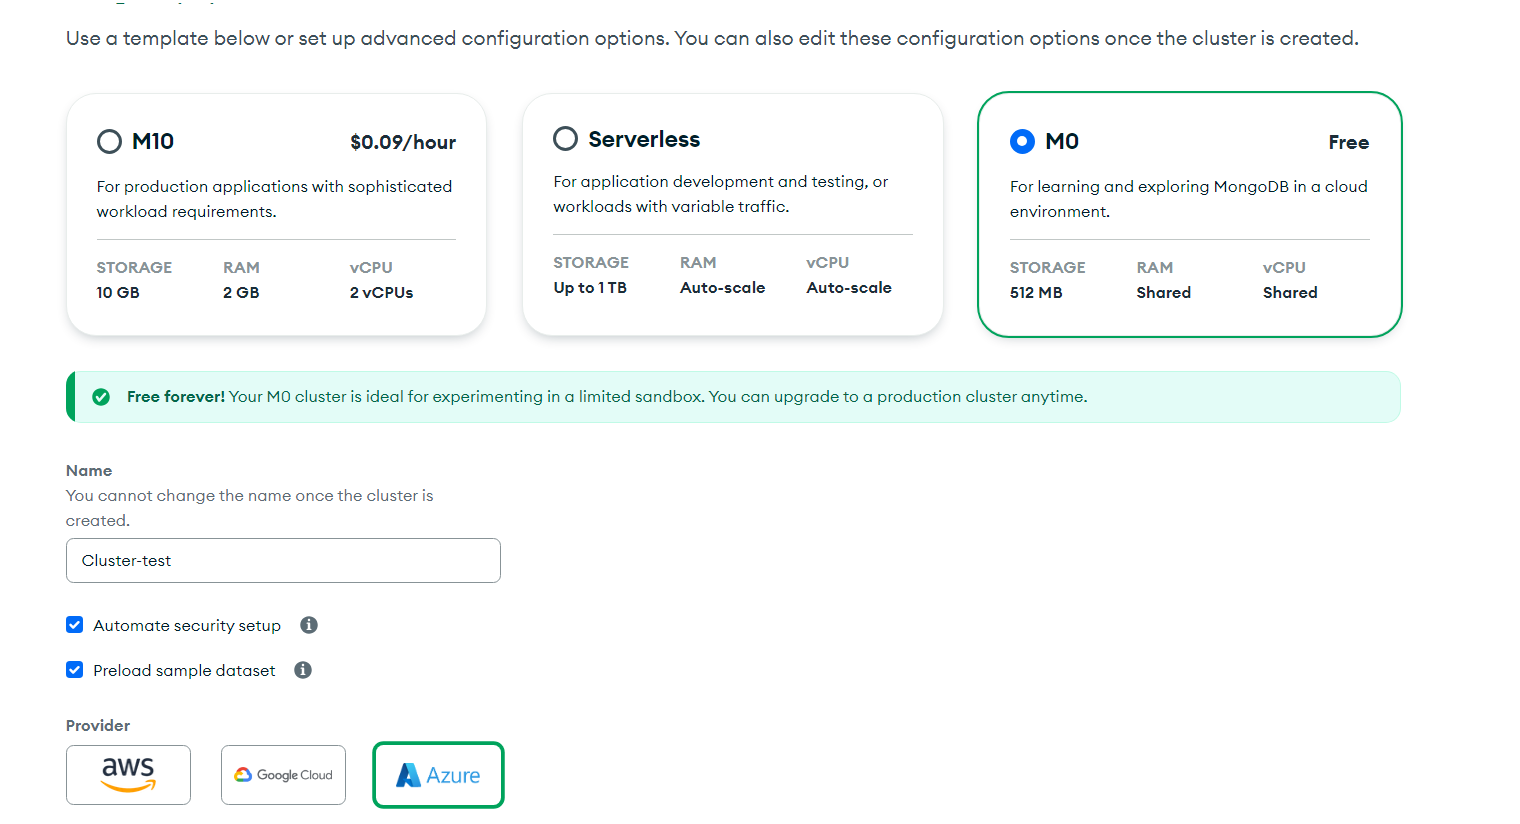 Use a template below or set up advanced configuration options. You can also edit these configuration options once the cluster is created.
M10 $0.09/hour
For production applications with sophisticated
workload requirements.
STORAGE RAM vCPU
10 GB 2 GB 2 vCPUs
Serverless
For application development and testing, or
workloads with variable traffic.
STORAGE RAM vCPU
Up to 1 TB Auto-scale Auto-scale
M0 Free
For learning and exploring MongoDB in a cloud
environment.
STORAGE RAM vCPU
512 MB Shared Shared
Free forever! Your M0 cluster is ideal for experimenting in a limited sandbox. You can upgrade to a production cluster anytime.
Name
You cannot change the name once the cluster is
created.
Cluster-test
Automate security setup
Preload sample dataset
Provider
aws Google Cloud Azure